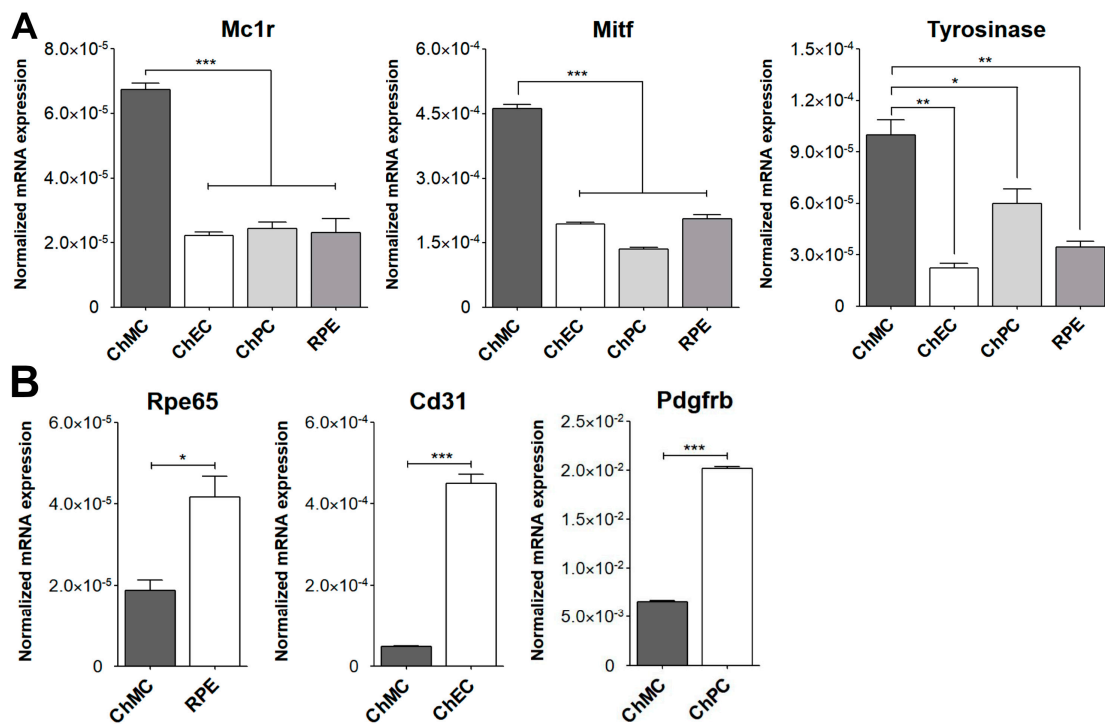 A
Mc1r
Normalized mRNA expression
8.0×10⁻⁵
6.0×10⁻⁵
4.0×10⁻⁵
2.0×10⁻⁵
0
***
ChMC
ChEC
ChPC
RPE
Mitf
Normalized mRNA expression
6.0×10⁻⁴
4.5×10⁻⁴
3.0×10⁻⁴
1.5×10⁻⁴
0
***
ChMC
ChEC
ChPC
RPE
Tyrosinase
Normalized mRNA expression
1.5×10⁻⁴
1.2×10⁻⁴
9.0×10⁻⁵
6.0×10⁻⁵
3.0×10⁻⁵
0
**
*
**
ChMC
ChEC
ChPC
RPE
B
Rpe65
Normalized mRNA expression
6.0×10⁻⁵
4.0×10⁻⁵
2.0×10⁻⁵
0
*
ChMC
RPE
Cd31
Normalized mRNA expression
6.0×10⁻⁴
4.0×10⁻⁴
2.0×10⁻⁴
0
***
ChMC
ChEC
Pdgfrb
Normalized mRNA expression
2.5×10⁻²
2.0×10⁻²
2.0×10⁻²
1.0×10⁻²
5.0×10⁻³
0
***
ChMC
ChPC